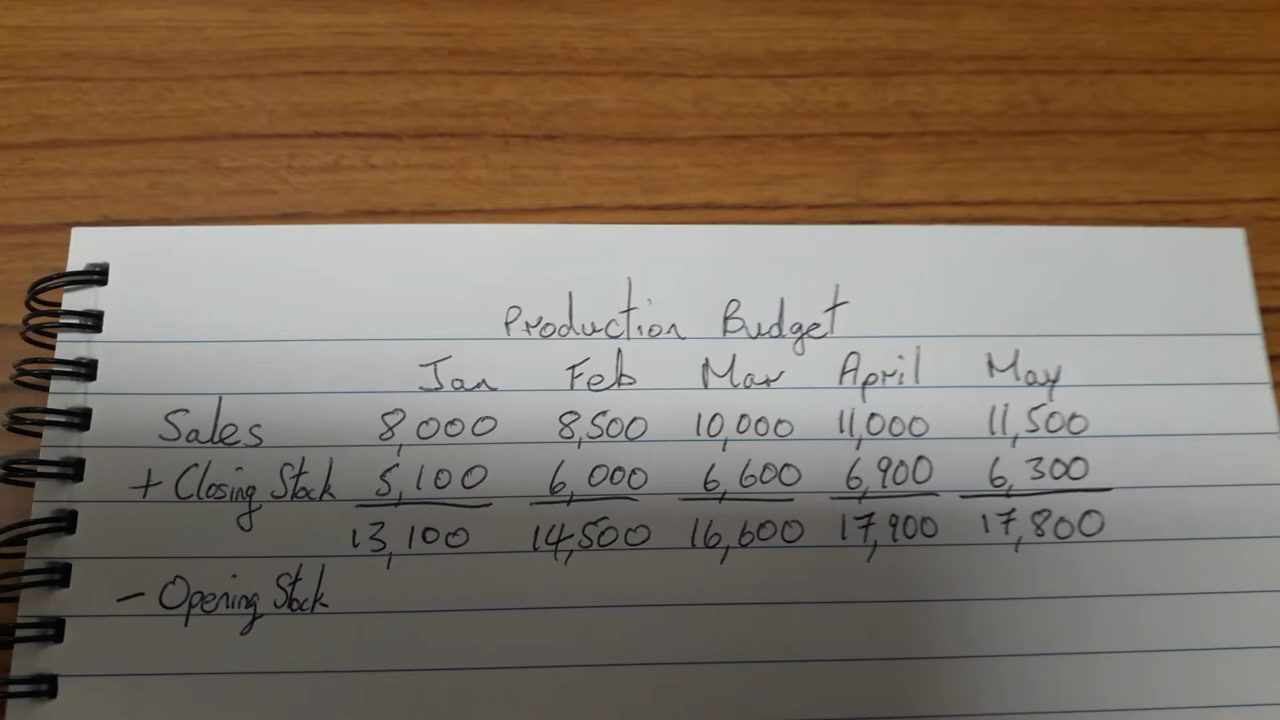 Production Budget
Jan Feb Mar April May
Sales 8,000 8,500 10,000 11,000 11,500
+ Closing Stock 5,100 6,000 6,600 6,900 6,300
13,100 14,500 16,600 17,900 17,800
- Opening Stock